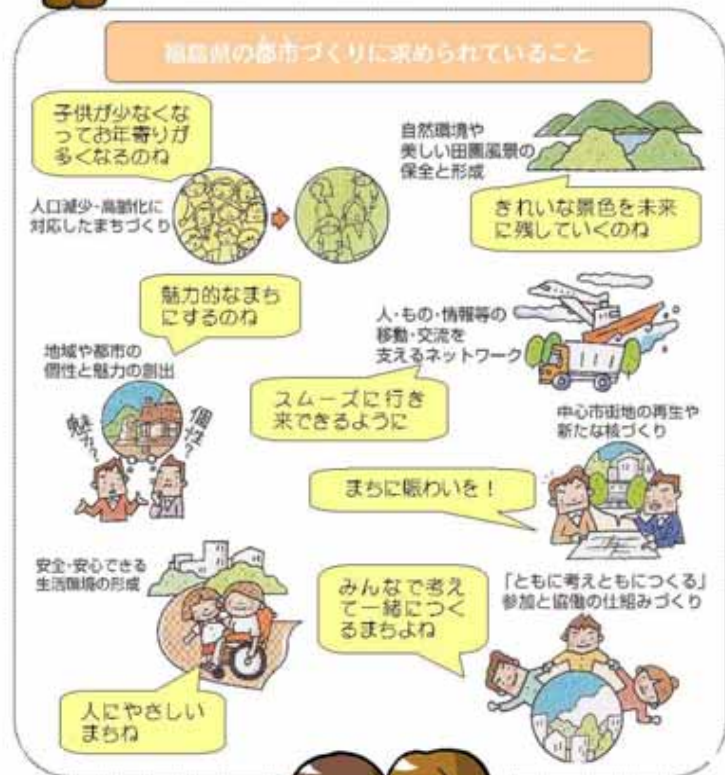 福島県の都市づくりに求められていること
子供が少なくな
ってお年寄りが
多くなるのね
人口減少・高齢化に
対応したまちづくり
自然環境や
美しい田園風景の
保全と形成
きれいな景色を未来
に残していくのね
魅力的なまち
にするのね
地域や都市の
個性と魅力の創出
魅力?
個性?
人・もの・情報等の
移動・交流を
支えるネットワーク
スムーズに行き
来できるように
中心市街地の再生や
新たな核づくり
まちに賑わいを!
安全・安心できる
生活環境の形成
人にやさしい
まちね
みんなで考え
て一緒につく
るまちよね
「ともに考えともにつくる」
参加と協働の仕組みづくり